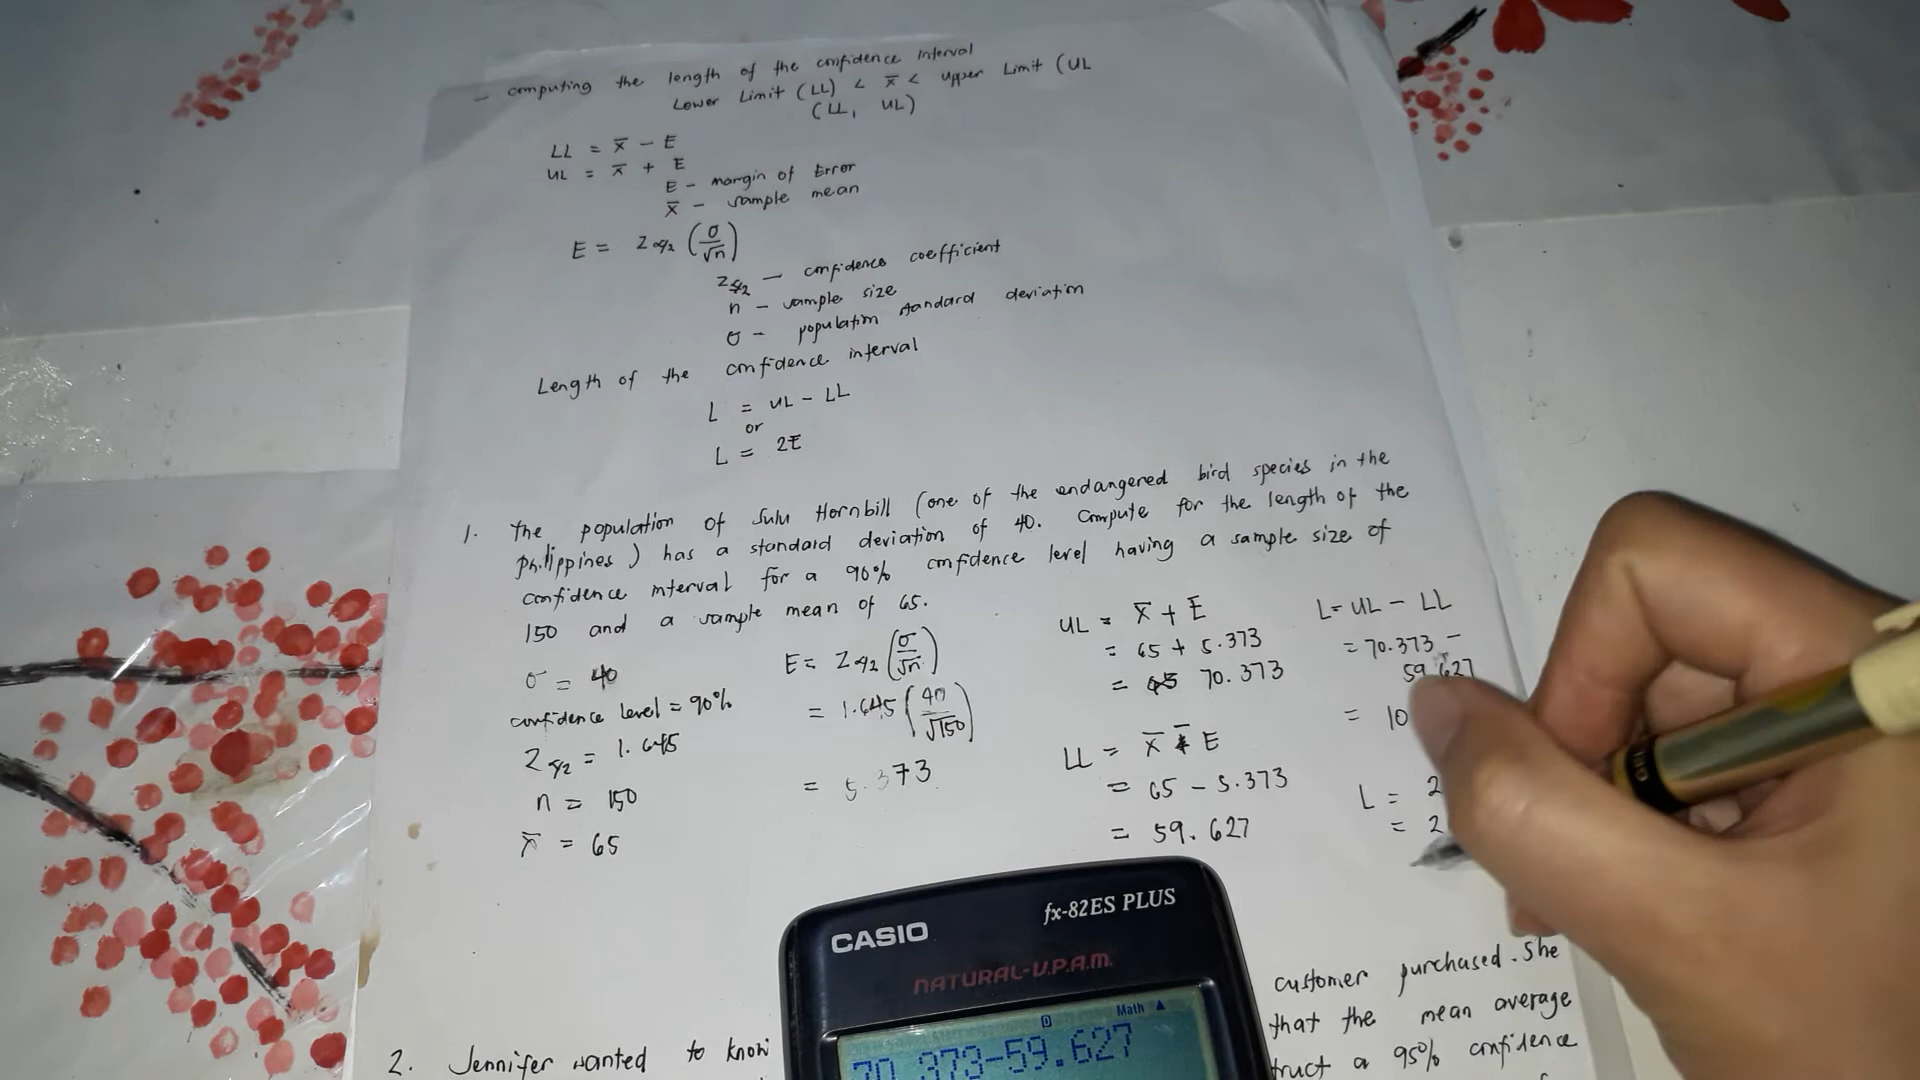 - computing the length of the confidence interval
Lower Limit (LL) < x̄ < Upper Limit (UL
(LL, UL)
LL = x̄ - E
UL = x̄ + E
E - margin of Error
x̄ - sample mean
E = Zα/2 (σ/√n)
Zα/2 - confidence coefficient
n - sample size
σ - population standard deviation
Length of the confidence interval
L = UL - LL
or
L = 2E
1. The population of Sulu Hornbill (one of the endangered bird species in the
Philippines) has a standard deviation of 40. Compute for the length of the
confidence interval for a 90% confidence level having a sample size of
150 and a sample mean of 65.
σ = 40
confidence level = 90%
Zα/2 = 1.645
n = 150
x̄ = 65
E = Zα/2 (σ/√n)
= 1.645 (40/√150)
= 5.373
UL = x̄ + E
= 65 + 5.373
= 70.373
LL = x̄ - E
= 65 - 5.373
= 59.627
L = UL - LL
= 70.373 -
59.627
= 10
L = 2
= 2
CASIO
fx-82ES PLUS
NATURAL-V.P.A.M.
D Math ▲
70.373-59.627
2. Jennifer wanted to know
customer purchased. She
that the mean average
truct a 95% confidence